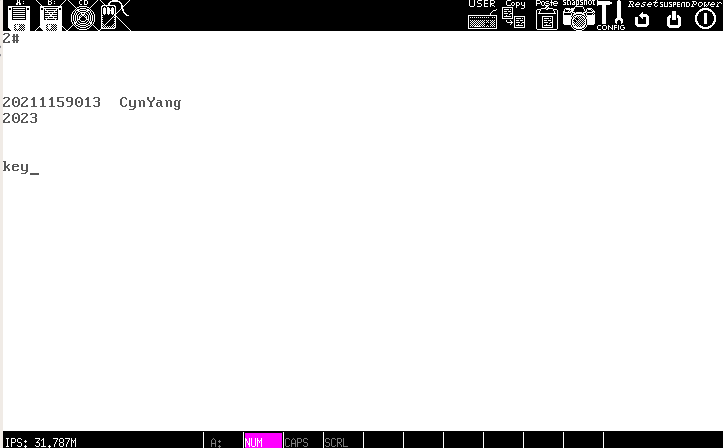 A: B: CD USER Copy Paste Snapshot CONFIG Reset SUSPEND Power
2#
20211159013  CynYang
2023
key_
IPS: 31.787M A: NUM CAPS SCRL